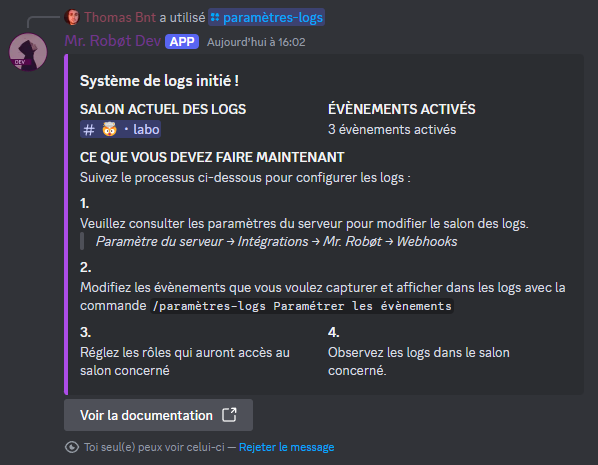 Thomas Bnt a utilisé paramètres-logs
Mr. Robøt Dev APP Aujourd'hui à 16:02
DEV
Système de logs initié !
SALON ACTUEL DES LOGS ÉVÈNEMENTS ACTIVÉS
# 🤯・labo 3 évènements activés
CE QUE VOUS DEVEZ FAIRE MAINTENANT
Suivez le processus ci-dessous pour configurer les logs :
1.
Veuillez consulter les paramètres du serveur pour modifier le salon des logs.
Paramètre du serveur → Intégrations → Mr. Robøt → Webhooks
2.
Modifiez les évènements que vous voulez capturer et afficher dans les logs avec la
commande /paramètres-logs Paramétrer les évènements
3.
Réglez les rôles qui auront accès au
salon concerné
4.
Observez les logs dans le salon
concerné.
Voir la documentation
Toi seul(e) peux voir celui-ci — Rejeter le message